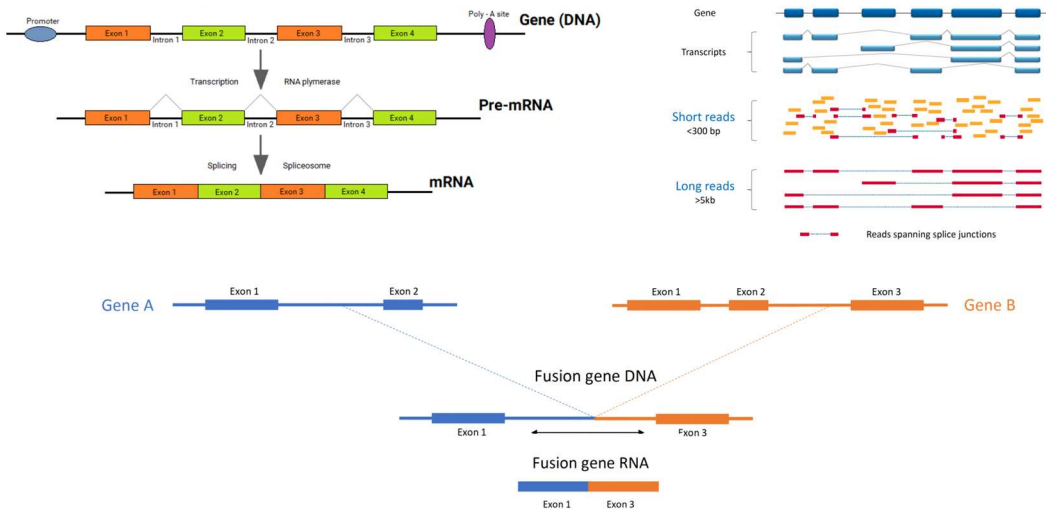 Promoter
Poly - A site
Gene (DNA)
Exon 1
Exon 2
Exon 3
Exon 4
Intron 1
Intron 2
Intron 3
Transcription
RNA plymerase
Pre-mRNA
Exon 1
Exon 2
Exon 3
Exon 4
Intron 1
Intron 2
Intron 3
Splicing
Spliceosome
mRNA
Exon 1
Exon 2
Exon 3
Exon 4
Gene
Transcripts
Short reads
<300 bp
Long reads
>5kb
Reads spanning splice junctions
Gene A
Exon 1
Exon 2
Exon 1
Exon 2
Exon 3
Gene B
Fusion gene DNA
Exon 1
Exon 3
Fusion gene RNA
Exon 1
Exon 3